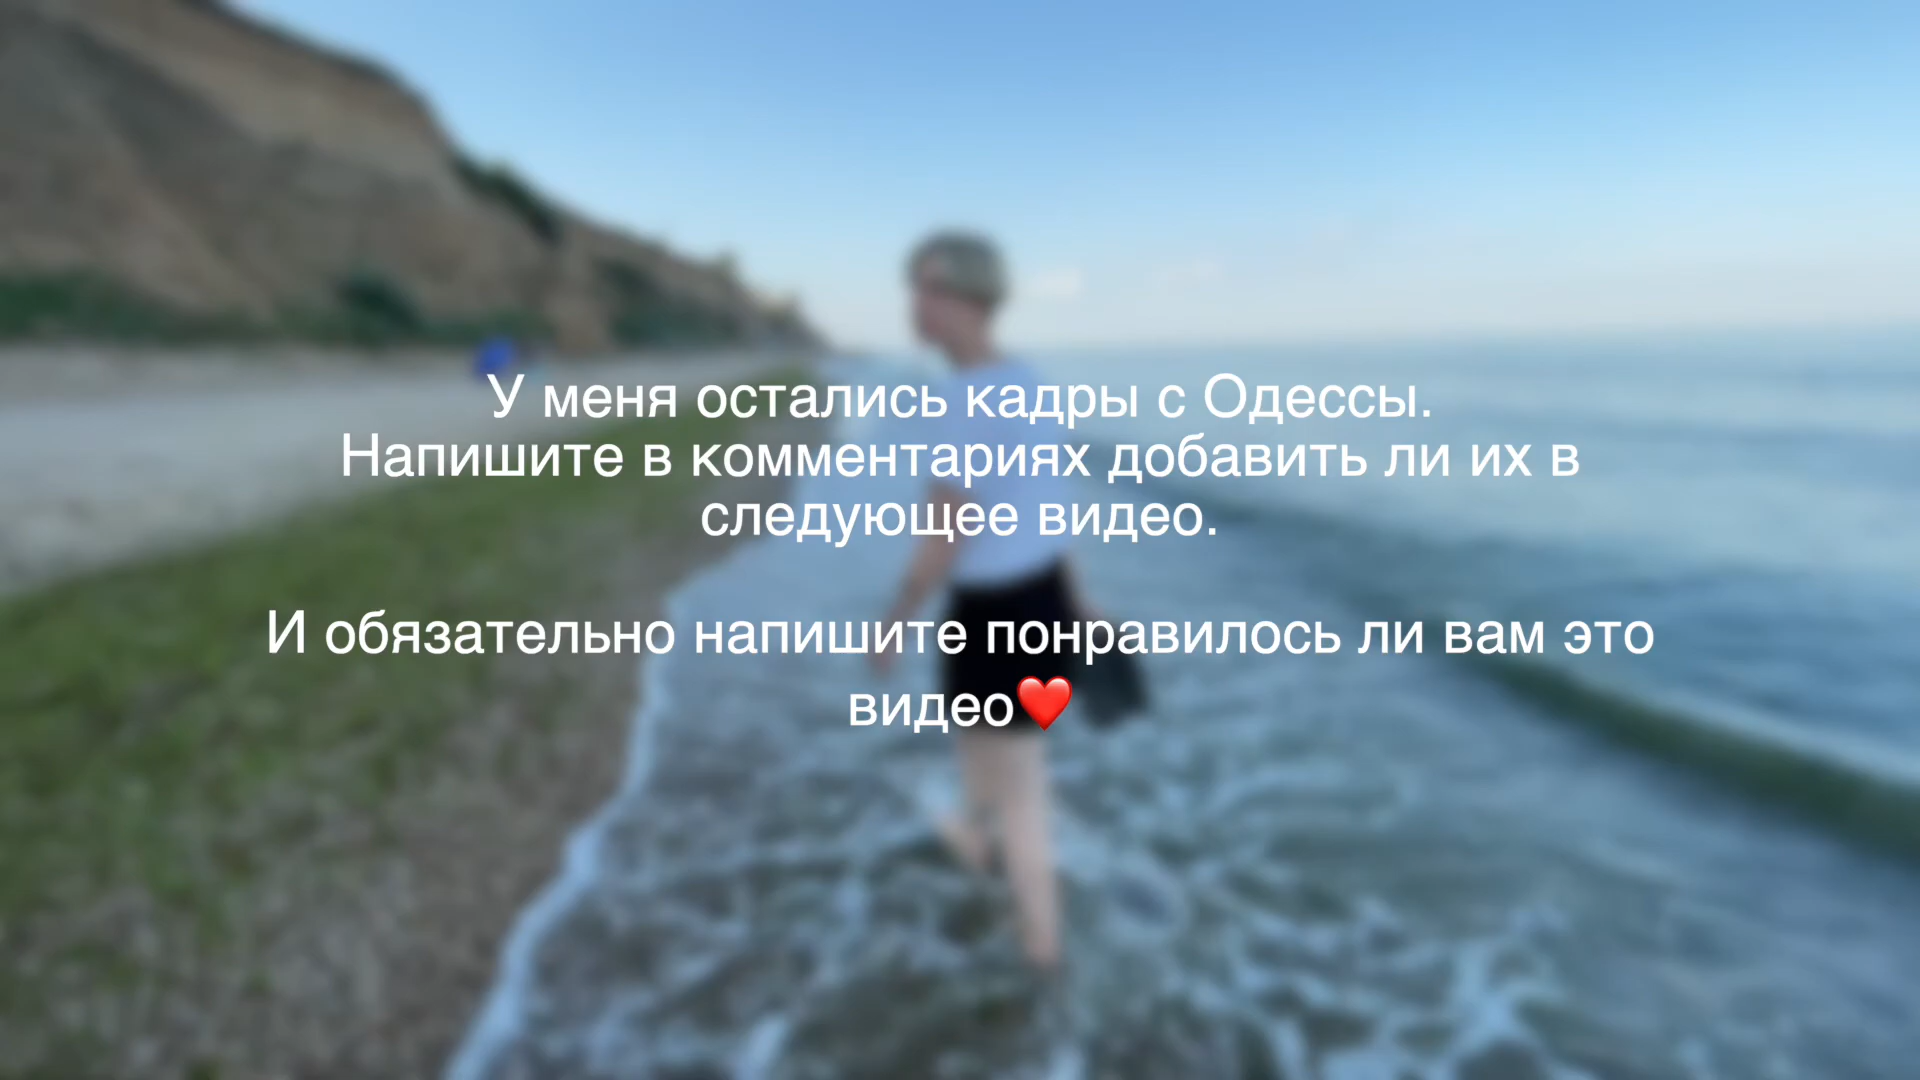 У меня остались кадры с Одессы.
Напишите в комментариях добавить ли их в
следующее видео.
И обязательно напишите понравилось ли вам это
видео❤️